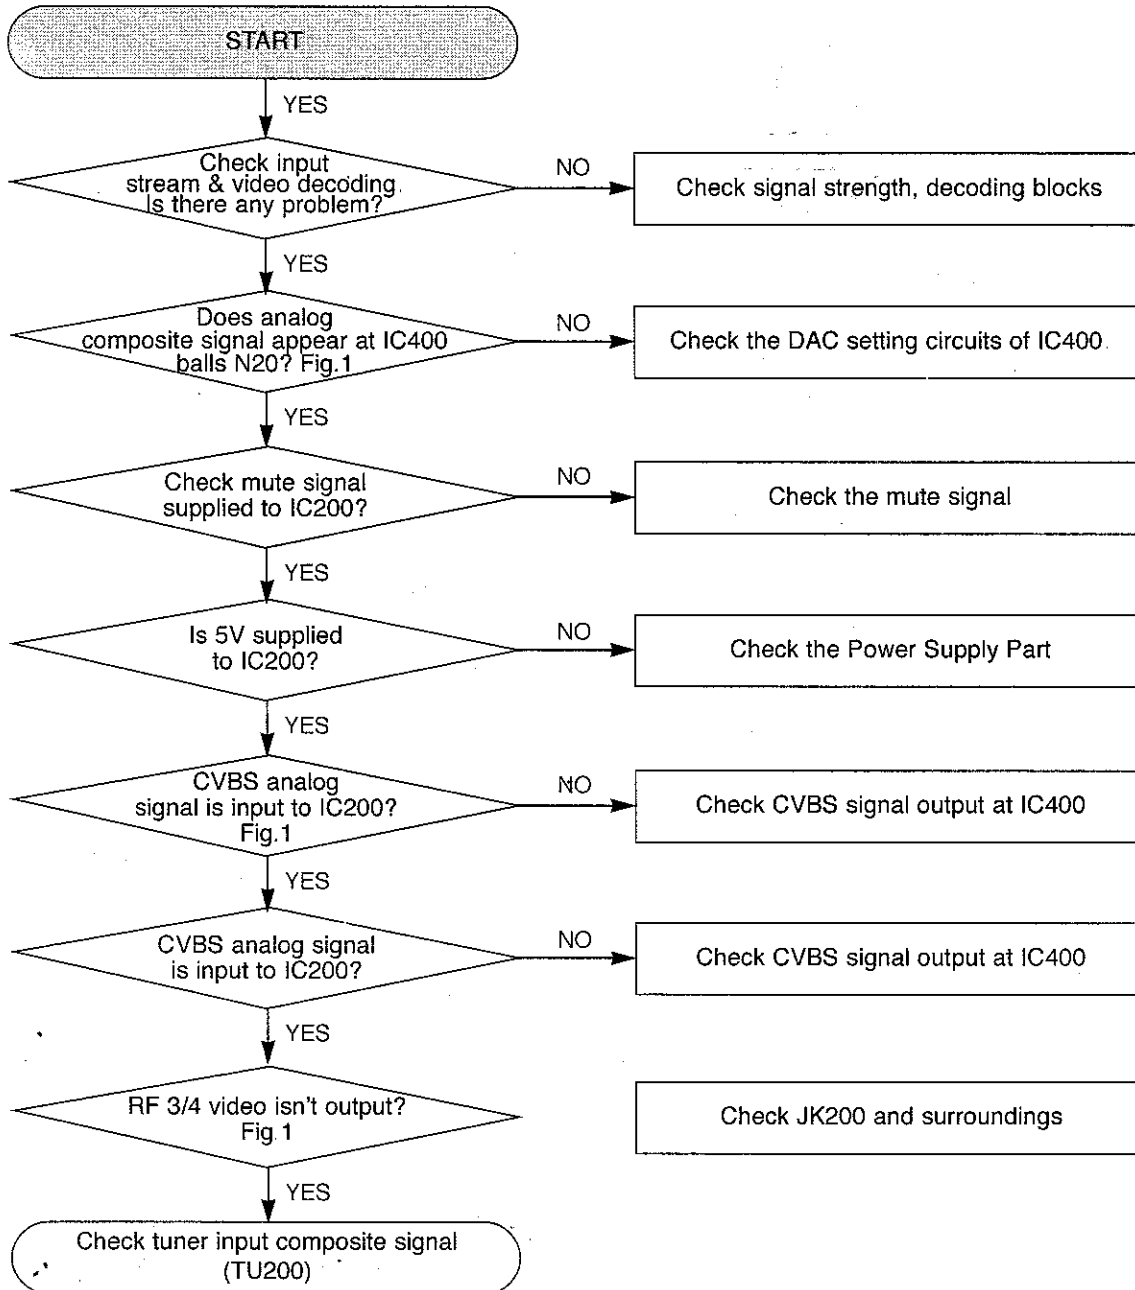 START
YES
Check input
stream & video decoding.
Is there any problem?
NO
Check signal strength, decoding blocks
YES
Does analog
composite signal appear at IC400
balls N20? Fig.1
NO
Check the DAC setting circuits of IC400
YES
Check mute signal
supplied to IC200?
NO
Check the mute signal
YES
Is 5V supplied
to IC200?
NO
Check the Power Supply Part
YES
CVBS analog
signal is input to IC200?
Fig.1
NO
Check CVBS signal output at IC400
YES
CVBS analog signal
is input to IC200?
NO
Check CVBS signal output at IC400
YES
RF 3/4 video isn't output?
Fig.1
Check JK200 and surroundings
YES
Check tuner input composite signal
(TU200)